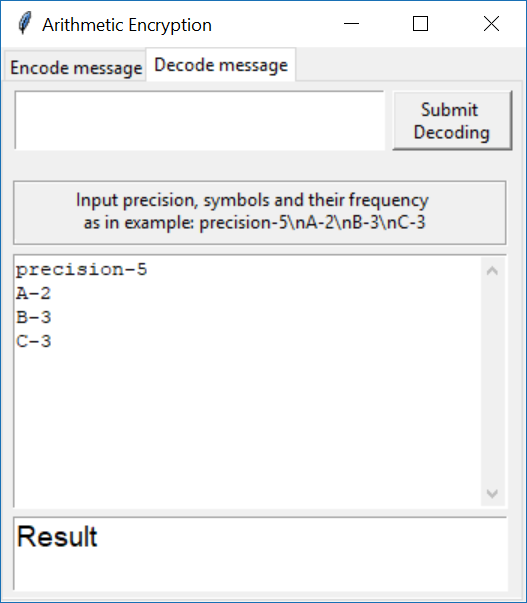 Arithmetic Encryption
Encode message
Decode message
Submit
Decoding
Input precision, symbols and their frequency
as in example: precision-5\nA-2\nB-3\nC-3
precision-5
A-2
B-3
C-3
Result